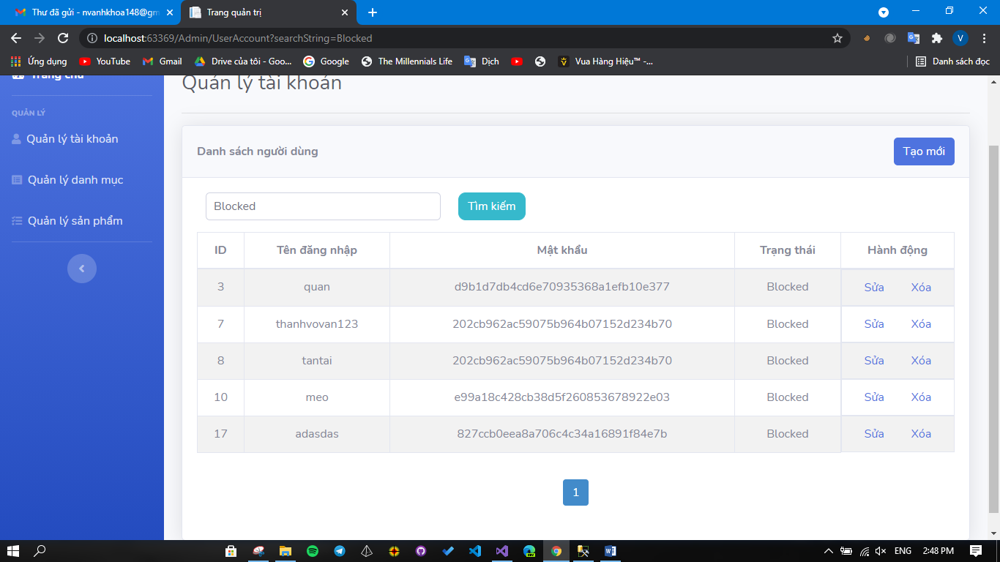 Thư đã gửi - nvanhkhoa148@gm
Trang quản trị
localhost:63369/Admin/UserAccount?searchString=Blocked
V
Ứng dụng
YouTube
Gmail
Drive của tôi - Goo...
Google
The Millennials Life
Dịch
Vua Hàng Hiệu™ -...
Danh sách đọc
Trang chủ
QUẢN LÝ
Quản lý tài khoản
Quản lý danh mục
Quản lý sản phẩm
Quản lý tài khoản
Danh sách người dùng
Tạo mới
Blocked
Tìm kiếm
ID Tên đăng nhập Mật khẩu Trạng thái Hành động
3 quan d9b1d7db4cd6e70935368a1efb10e377 Blocked Sửa Xóa
7 thanhvovan123 202cb962ac59075b964b07152d234b70 Blocked Sửa Xóa
8 tantai 202cb962ac59075b964b07152d234b70 Blocked Sửa Xóa
10 meo e99a18c428cb38d5f260853678922e03 Blocked Sửa Xóa
17 adasdas 827ccb0eea8a706c4c34a16891f84e7b Blocked Sửa Xóa
1
ENG
2:48 PM